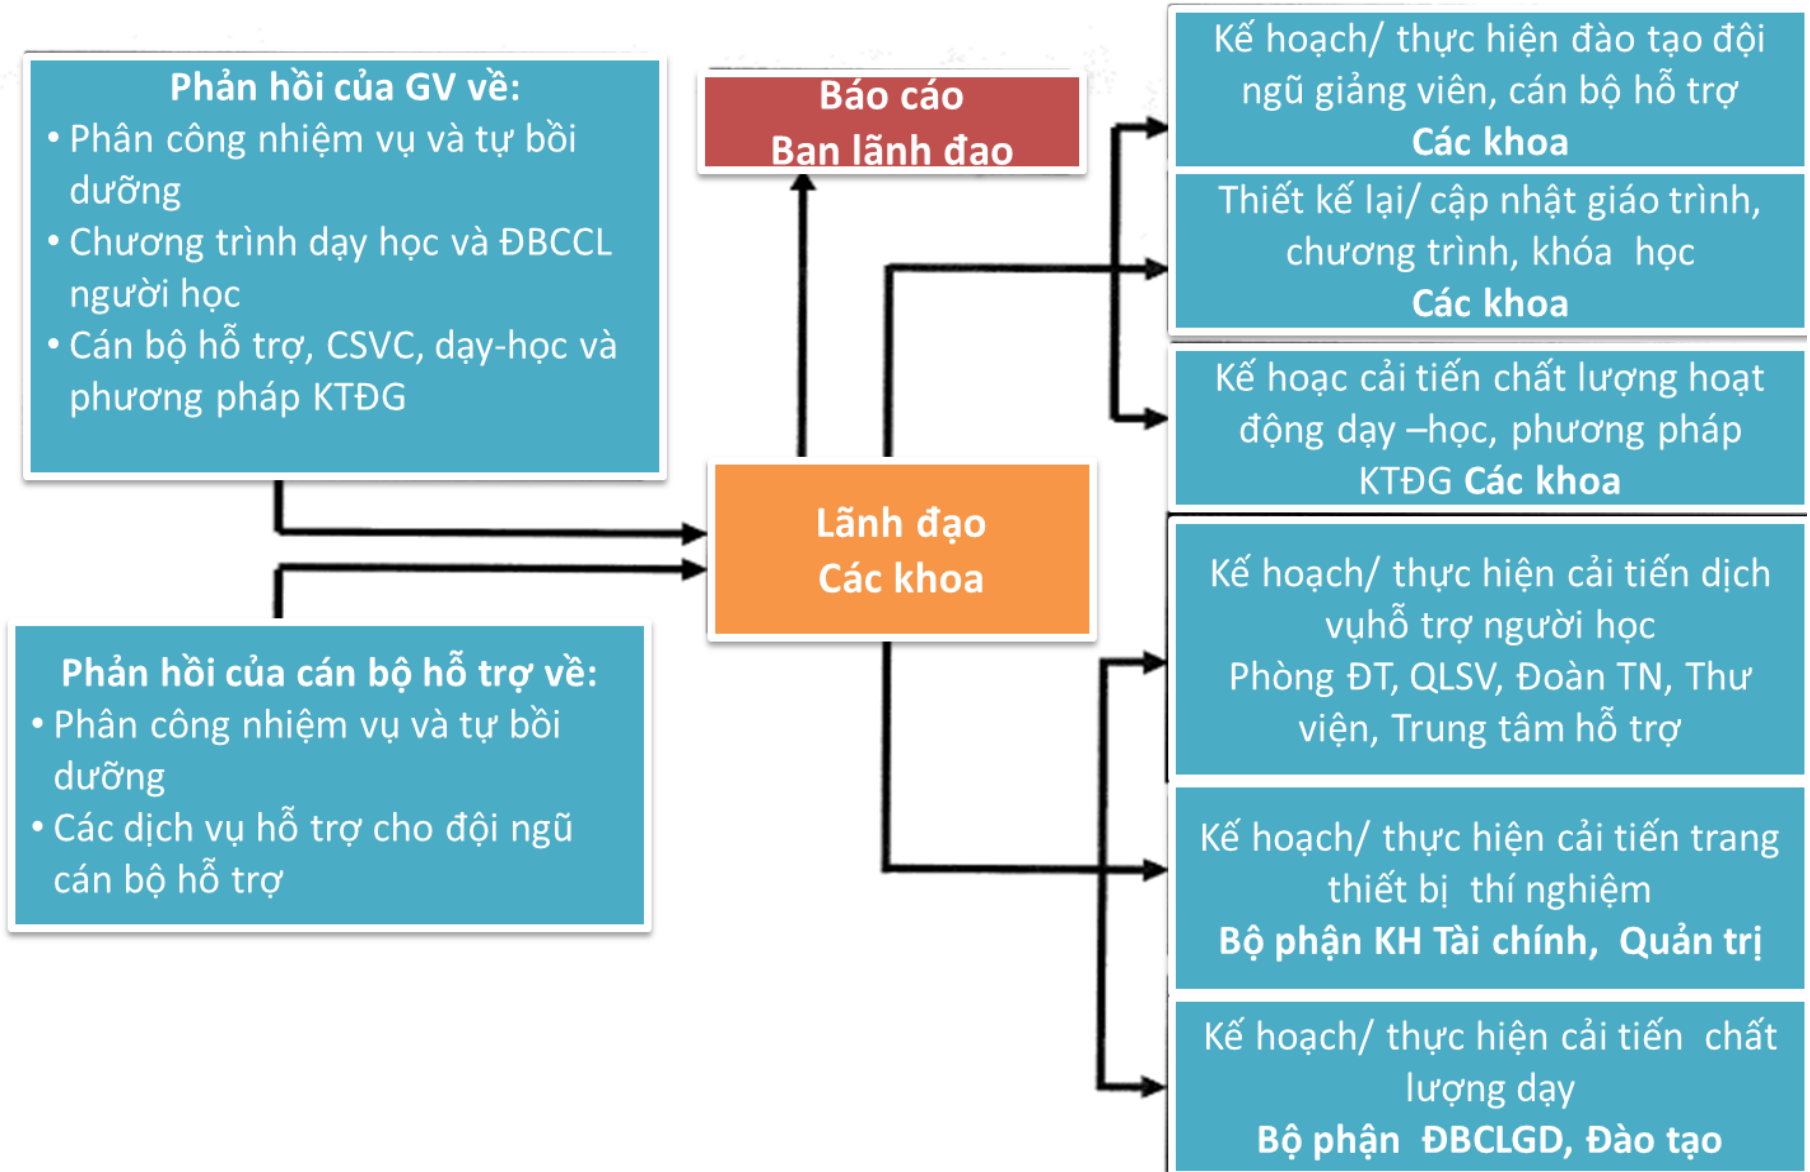 Phản hồi của GV về:
• Phân công nhiệm vụ và tự bồi
dưỡng
• Chương trình dạy học và ĐBCCL
người học
• Cán bộ hỗ trợ, CSVC, dạy-học và
phương pháp KTĐG
Phản hồi của cán bộ hỗ trợ về:
• Phân công nhiệm vụ và tự bồi
dưỡng
• Các dịch vụ hỗ trợ cho đội ngũ
cán bộ hỗ trợ
Báo cáo
Ban lãnh đạo
Lãnh đạo
Các khoa
Kế hoạch/ thực hiện đào tạo đội
ngũ giảng viên, cán bộ hỗ trợ
Các khoa
Thiết kế lại/ cập nhật giáo trình,
chương trình, khóa học
Các khoa
Kế hoạc cải tiến chất lượng hoạt
động dạy –học, phương pháp
KTĐG Các khoa
Kế hoạch/ thực hiện cải tiến dịch
vụhỗ trợ người học
Phòng ĐT, QLSV, Đoàn TN, Thư
viện, Trung tâm hỗ trợ
Kế hoạch/ thực hiện cải tiến trang
thiết bị thí nghiệm
Bộ phận KH Tài chính, Quản trị
Kế hoạch/ thực hiện cải tiến chất
lượng dạy
Bộ phận ĐBCLGD, Đào tạo